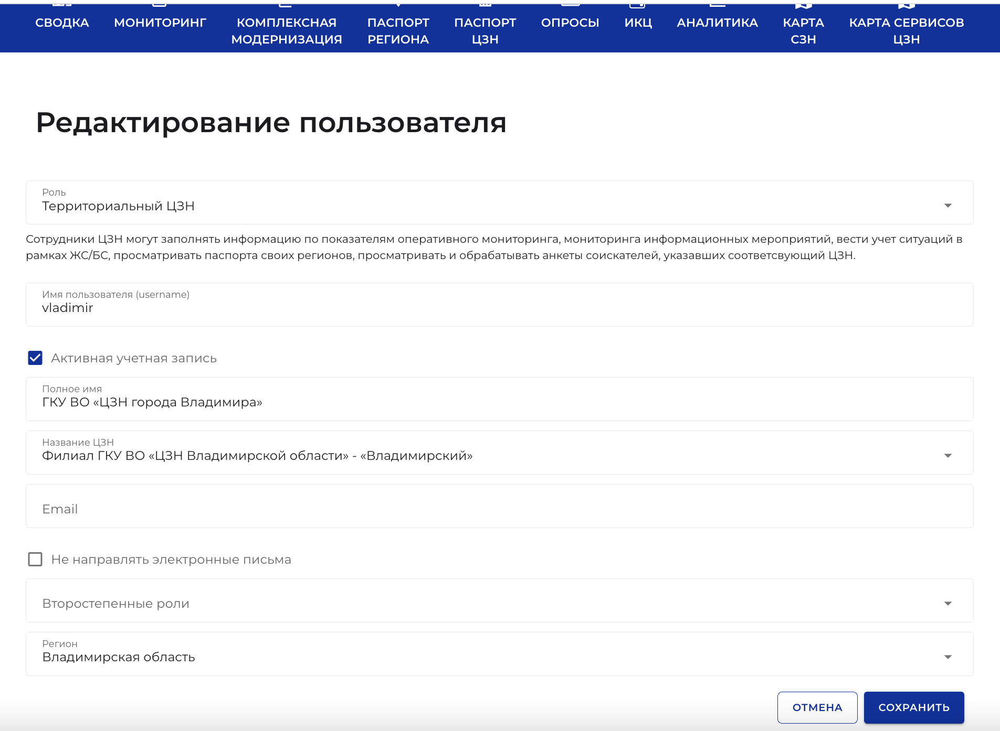 СВОДКА
МОНИТОРИНГ
КОМПЛЕКСНАЯ
МОДЕРНИЗАЦИЯ
ПАСПОРТ
РЕГИОНА
ПАСПОРТ
ЦЗН
ОПРОСЫ
ИКЦ
АНАЛИТИКА
КАРТА
СЗН
КАРТА СЕРВИСОВ
ЦЗН
Редактирование пользователя
Роль
Территориальный ЦЗН
Сотрудники ЦЗН могут заполнять информацию по показателям оперативного мониторинга, мониторинга информационных мероприятий, вести учет ситуаций в
рамках ЖС/БС, просматривать паспорта своих регионов, просматривать и обрабатывать анкеты соискателей, указавших соответсвующий ЦЗН.
Имя пользователя (username)
vladimir
Активная учетная запись
Полное имя
ГКУ ВО «ЦЗН города Владимира»
Название ЦЗН
Филиал ГКУ ВО «ЦЗН Владимирской области» - «Владимирский»
Email
Не направлять электронные письма
Второстепенные роли
Регион
Владимирская область
ОТМЕНА
СОХРАНИТЬ